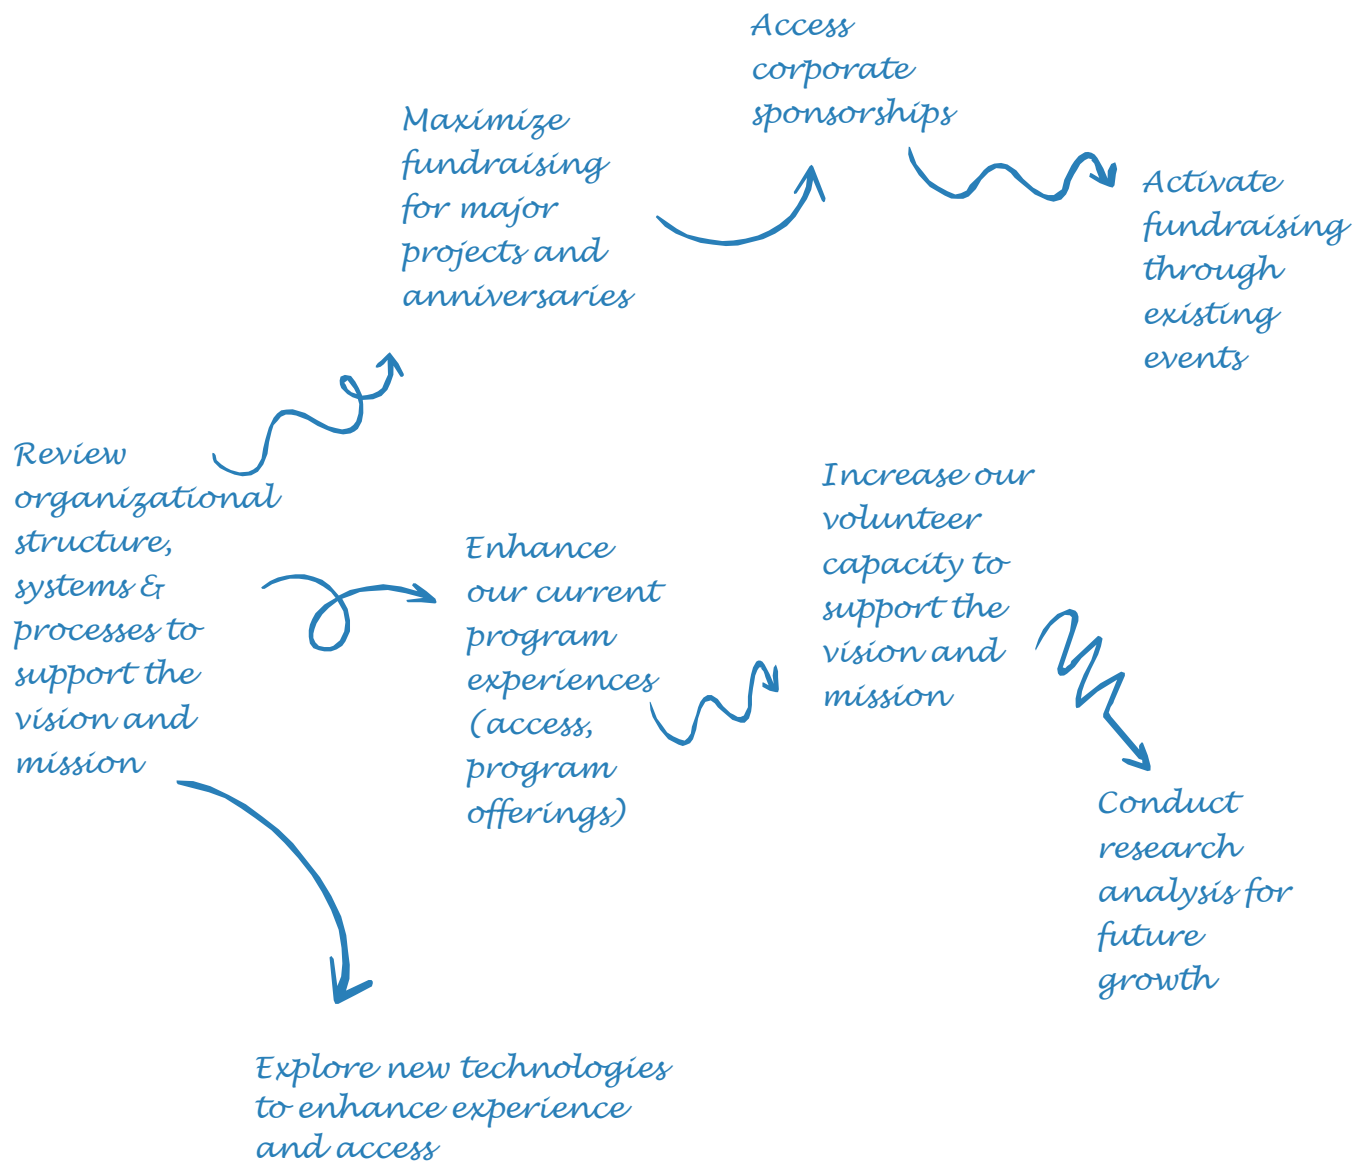 Access
corporate
sponsorships
Maximize
fundraising
for major
projects and
anniversaries
Activate
fundraising
through
existing
events
Review
organizational
structure,
systems &
processes to
support the
vision and
mission
Enhance
our current
program
experiences
(access,
program
offerings)
Increase our
volunteer
capacity to
support the
vision and
mission
Conduct
research
analysis for
future
growth
Explore new technologies
to enhance experience
and access